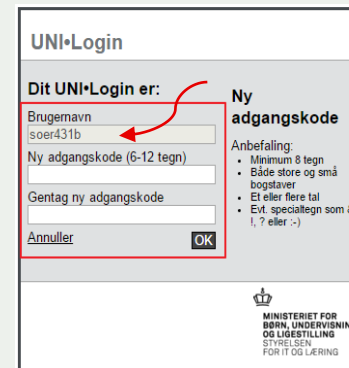 UNI•Login
Dit UNI•Login er:
Brugernavn
soer431b
Ny adgangskode (6-12 tegn)
Gentag ny adgangskode
Annuller
OK
Ny
adgangskode
Anbefaling:
• Minimum 8 tegn
• Både store og små
bogstaver
• Et eller flere tal
• Evt. specialtegn som
!, ? eller :-)
MINISTERIET FOR
BØRN, UNDERVISNIN
OG LIGESTILLING
STYRELSEN
FOR IT OG LÆRING